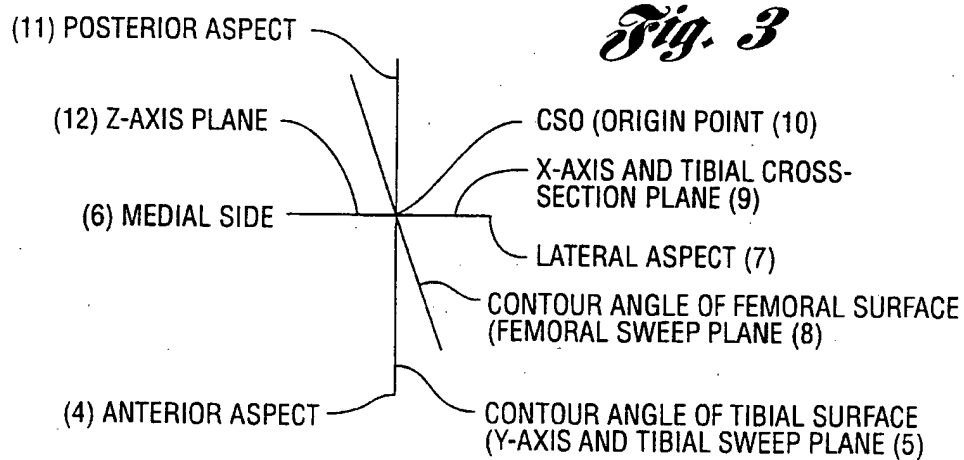 Fig. 3
(11) POSTERIOR ASPECT
(12) Z-AXIS PLANE
(6) MEDIAL SIDE
(4) ANTERIOR ASPECT
CSO (ORIGIN POINT (10)
X-AXIS AND TIBIAL CROSS-
SECTION PLANE (9)
LATERAL ASPECT (7)
CONTOUR ANGLE OF FEMORAL SURFACE
(FEMORAL SWEEP PLANE (8)
CONTOUR ANGLE OF TIBIAL SURFACE
(Y-AXIS AND TIBIAL SWEEP PLANE (5)